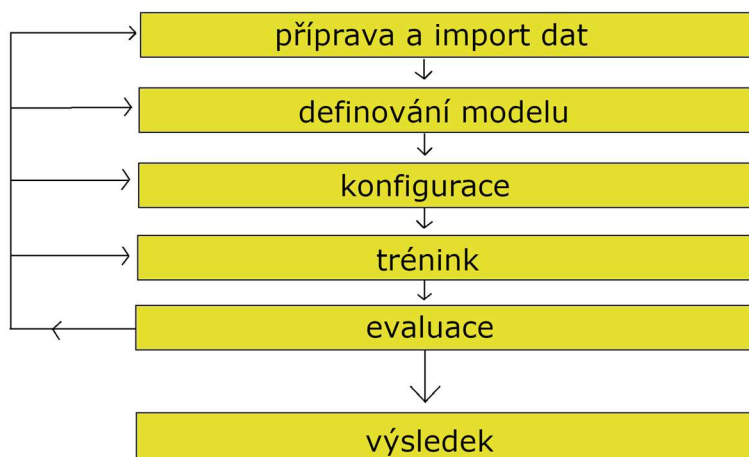 příprava a import dat
definování modelu
konfigurace
trénink
evaluace
výsledek